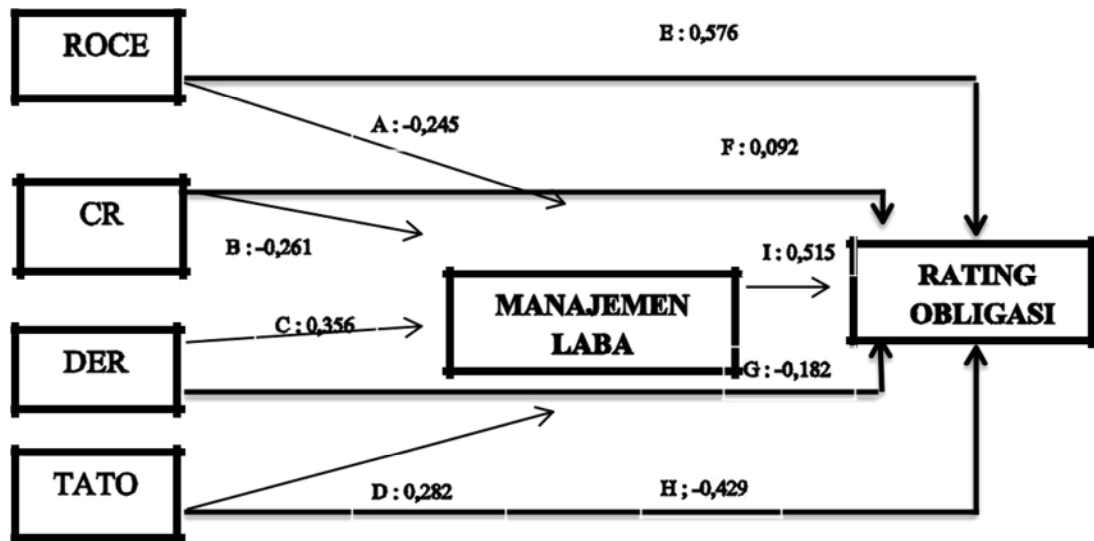 ROCE
E : 0,576
A : -0,245
F : 0,092
CR
B : -0,261
I : 0,515
RATING
OBLIGASI
MANAJEMEN
LABA
C : 0,356
DER
G : -0,182
TATO
D : 0,282
H ; -0,429